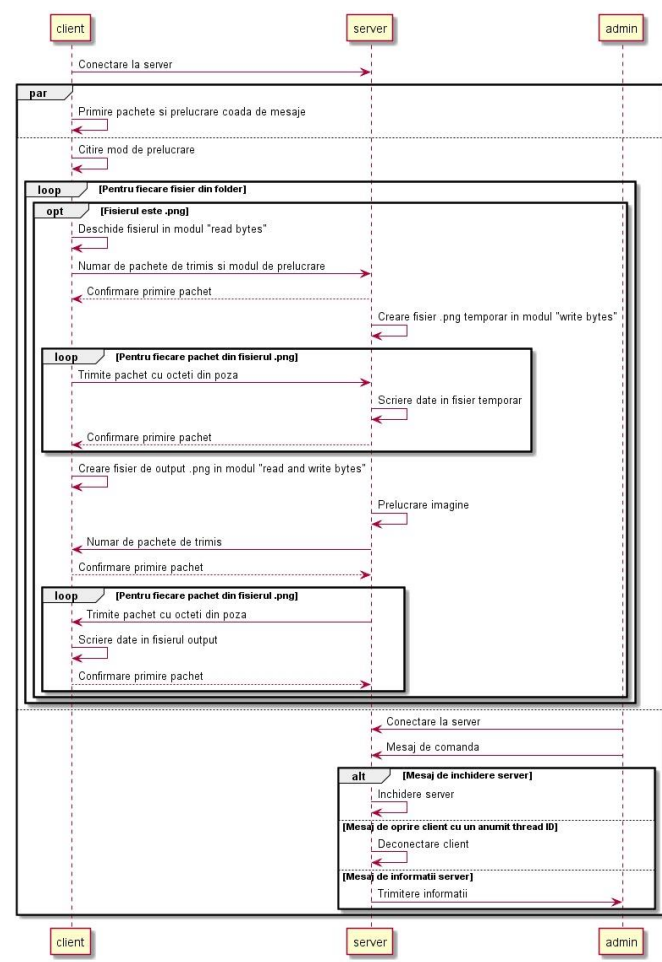 client server admin
Conectare la server
par
Primire pachete si prelucrare coada de mesaje
Citire mod de prelucrare
loop [Pentru fiecare fisier din folder]
opt [Fisierul este .png]
Deschide fisierul in modul "read bytes"
Numar de pachete de trimis si modul de prelucrare
Confirmare primire pachet
Creare fisier .png temporar in modul "write bytes"
loop [Pentru fiecare pachet din fisierul .png]
Trimite pachet cu octeti din poza
Scriere date in fisier temporar
Confirmare primire pachet
Creare fisier de output .png in modul "read and write bytes"
Prelucrare imagine
Numar de pachete de trimis
Confirmare primire pachet
loop [Pentru fiecare pachet din fisierul .png]
Trimite pachet cu octeti din poza
Scriere date in fisierul output
Confirmare primire pachet
Conectare la server
Mesaj de comanda
alt [Mesaj de inchidere server]
Inchidere server
[Mesaj de oprire client cu un anumit thread ID]
Deconectare client
[Mesaj de informatii server]
Trimitere informatii
client server admin